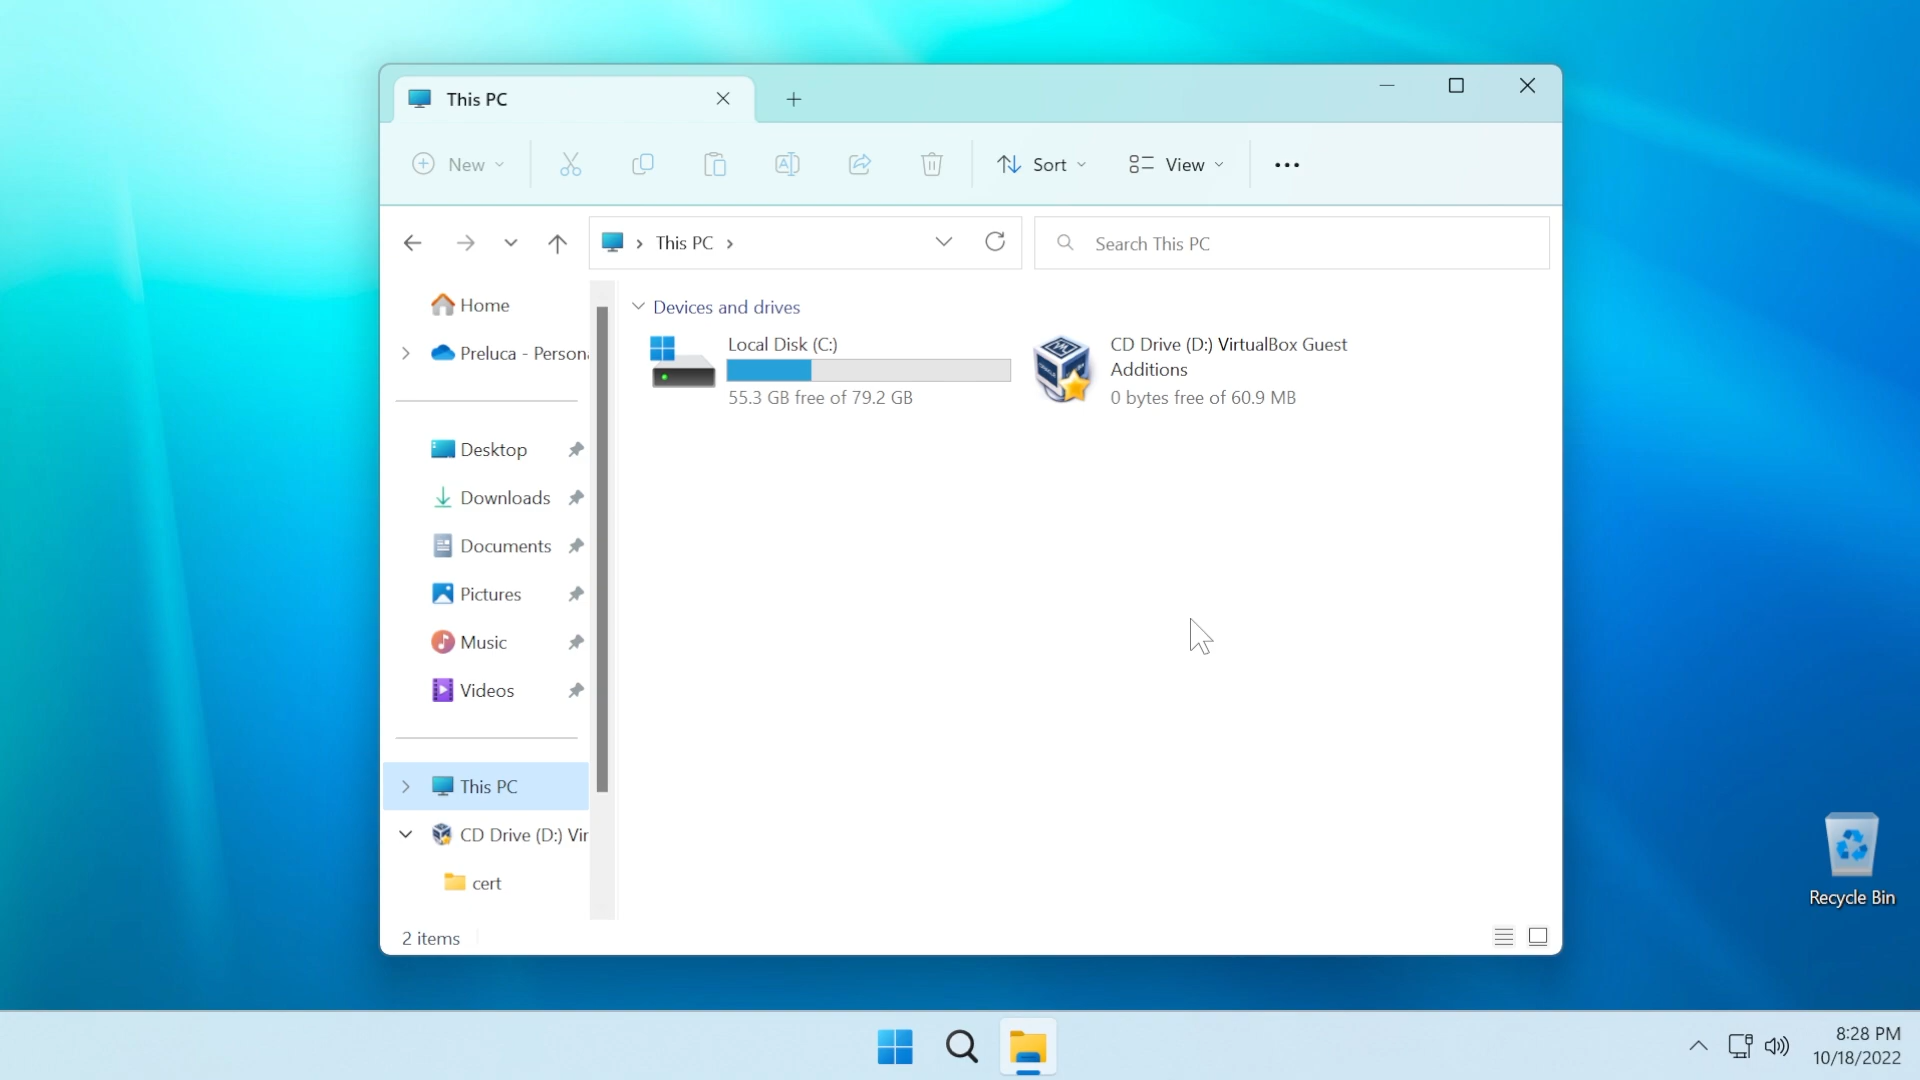 This PC
New
Sort
View
This PC
Search This PC
Home
Preluca - Persona
Desktop
Downloads
Documents
Pictures
Music
Videos
This PC
CD Drive (D:) Vir
cert
Devices and drives
Local Disk (C:)
55.3 GB free of 79.2 GB
CD Drive (D:) VirtualBox Guest
Additions
0 bytes free of 60.9 MB
2 items
Recycle Bin
8:28 PM
10/18/2022